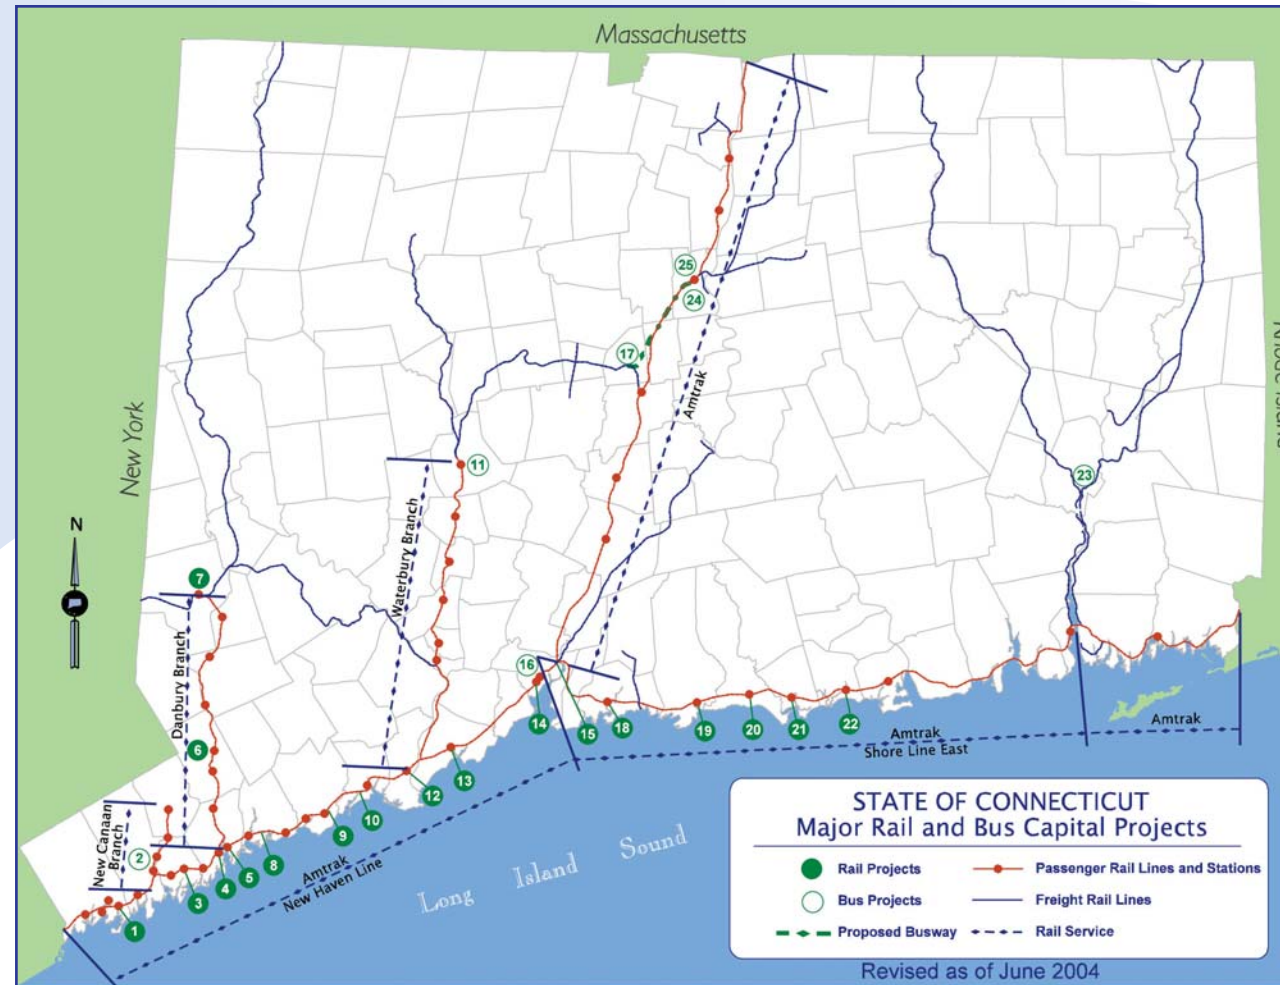 Massachusetts
25
24
17
Amtrak
New York
11
23
N
Waterbury Branch
7
Danbury Branch
16
14
15
18
19
20
21
22
Amtrak
Shore Line East
Amtrak
6
13
12
10
9
8
5
4
3
2
1
New Canaan
Branch
Amtrak
New Haven Line
Long Island Sound
STATE OF CONNECTICUT
Major Rail and Bus Capital Projects
Rail Projects
Passenger Rail Lines and Stations
Bus Projects
Freight Rail Lines
Proposed Busway
Rail Service
Revised as of June 2004